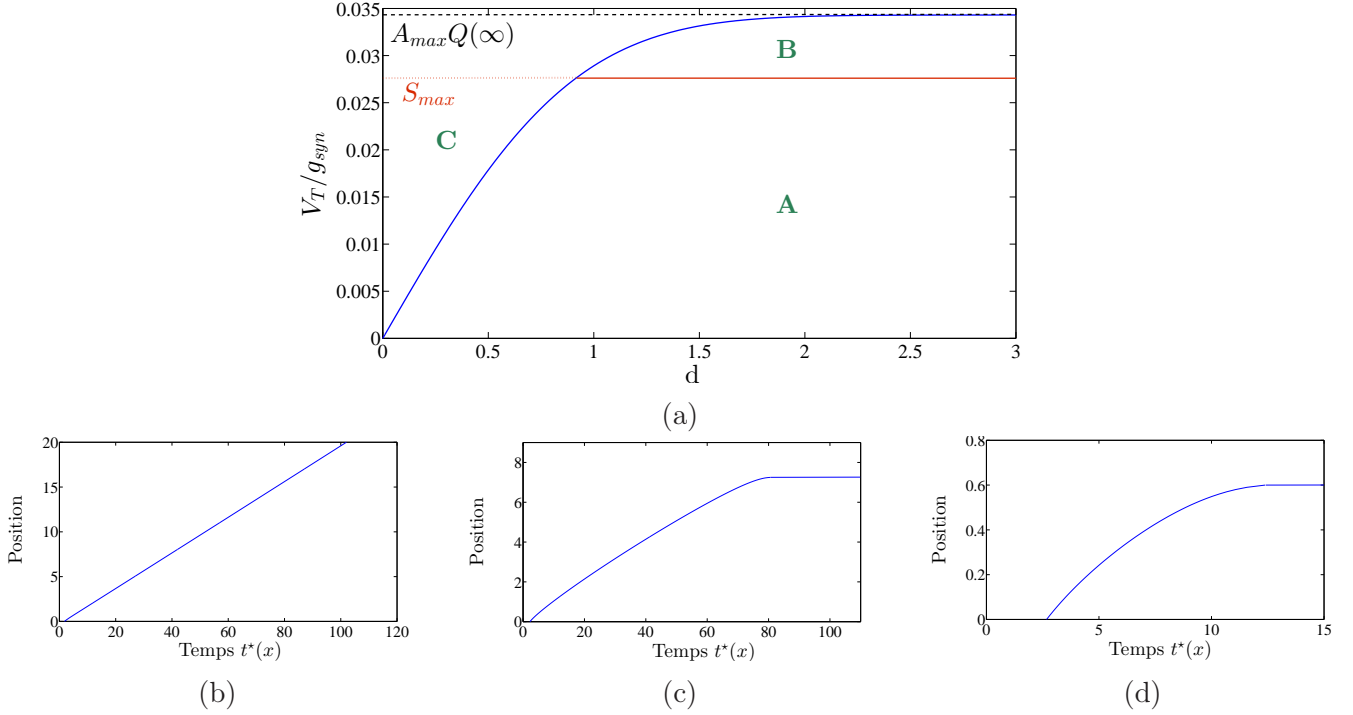 0.035
0.03
0.025
0.02
0.015
0.01
0.005
0
V_T/g_{syn}
A_{max}Q(∞)
S_{max}
B
C
A
0 0.5 1 1.5 2 2.5 3
d
(a)
20
15
10
5
0
Position
0 20 40 60 80 100 120
Temps t*(x)
(b)
8
6
4
2
0
Position
0 20 40 60 80 100
Temps t*(x)
(c)
0.8
0.6
0.4
0.2
0
Position
0 5 10 15
Temps t*(x)
(d)